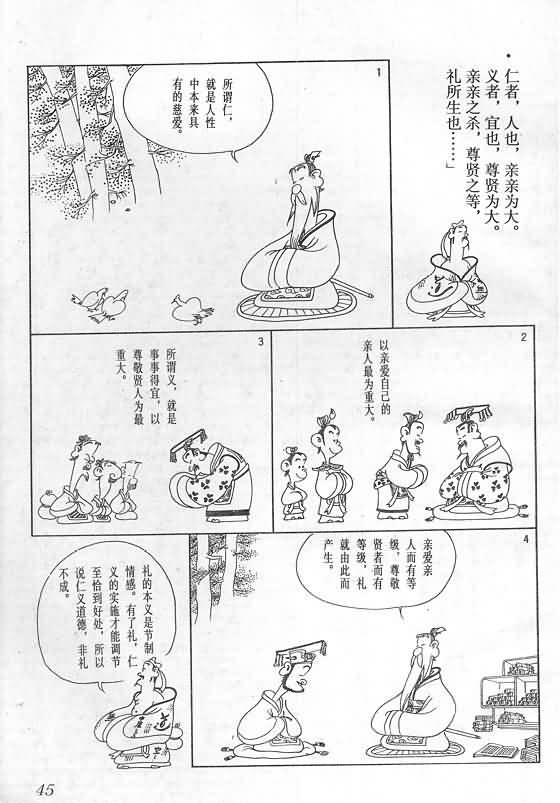 仁者，人也，亲亲为大。
义者，宜也，尊贤为大。
亲亲之杀，尊贤之等，
礼所生也……」
1
所谓仁，
就是人性
中本来具
有的慈爱。
2
以亲爱自己的
亲人最为重大。
3
所谓义，就是
事事得宜，以
尊敬贤人为最
重大。
4
亲爱亲
人而有等
级，尊敬
贤者而有
等级，礼
就由此而
产生。
礼的本义是节制
情感。有了礼，仁
义的实施才能调节
至恰到好处，所以
说仁义道德，非礼
不成。
道
45